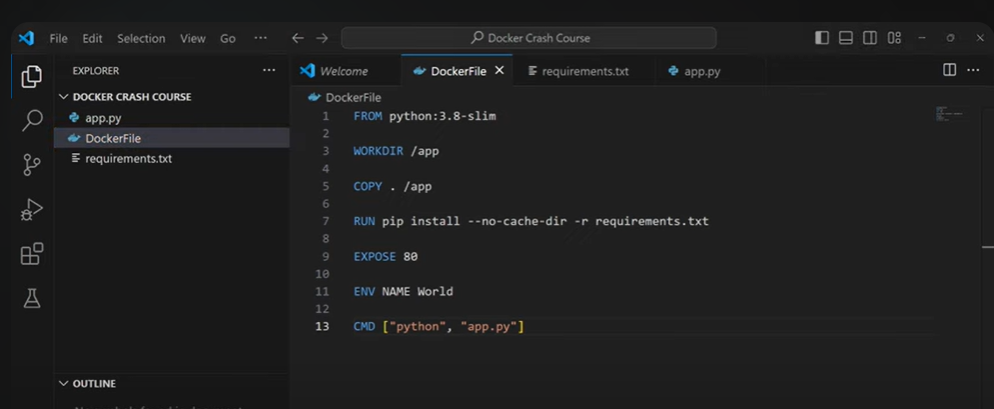 File Edit Selection View Go ··· Docker Crash Course
EXPLORER ···
Welcome DockerFile requirements.txt app.py ···
DOCKER CRASH COURSE
app.py
DockerFile
requirements.txt
DockerFile
1 FROM python:3.8-slim
2
3 WORKDIR /app
4
5 COPY . /app
6
7 RUN pip install --no-cache-dir -r requirements.txt
8
9 EXPOSE 80
10
11 ENV NAME World
12
13 CMD ["python", "app.py"]
OUTLINE